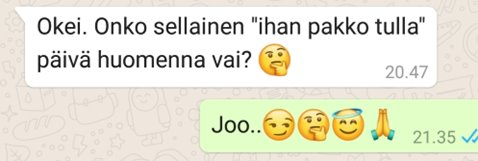 Okei. Onko sellainen "ihan pakko tulla"
päivä huomenna vai? 🤔
20.47
Joo..😏🤔😇🙏
21.35